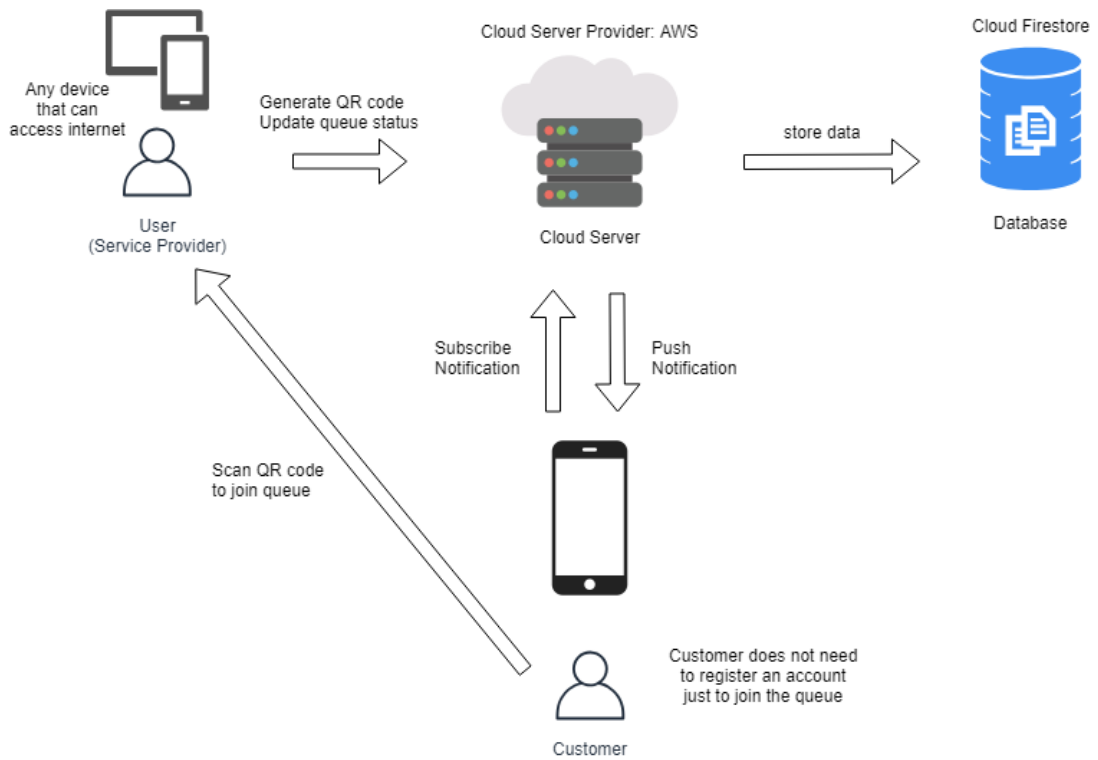 Cloud Firestore
Cloud Server Provider: AWS
Any device
that can
access internet
Generate QR code
Update queue status
store data
User
(Service Provider)
Cloud Server
Database
Subscribe
Notification
Push
Notification
Scan QR code
to join queue
Customer does not need
to register an account
just to join the queue
Customer